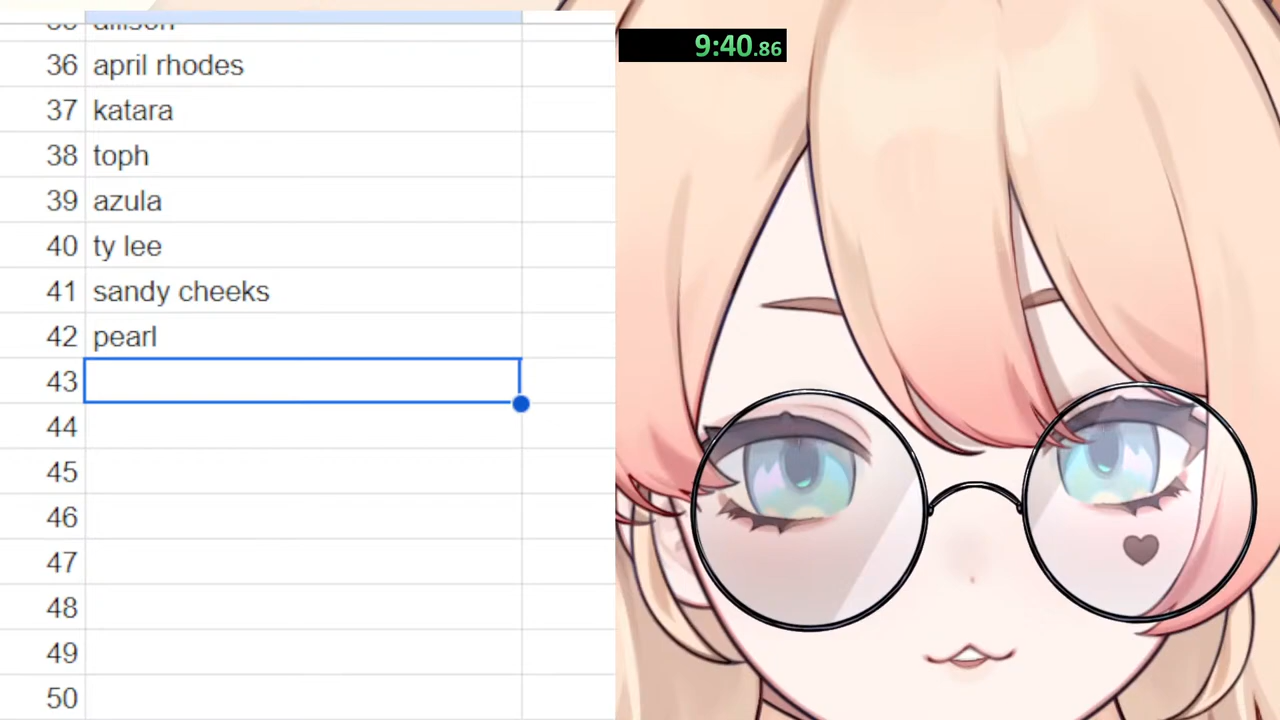 36 april rhodes
37 katara
38 toph
39 azula
40 ty lee
41 sandy cheeks
42 pearl
43
44
45
46
47
48
49
50
9:40.86